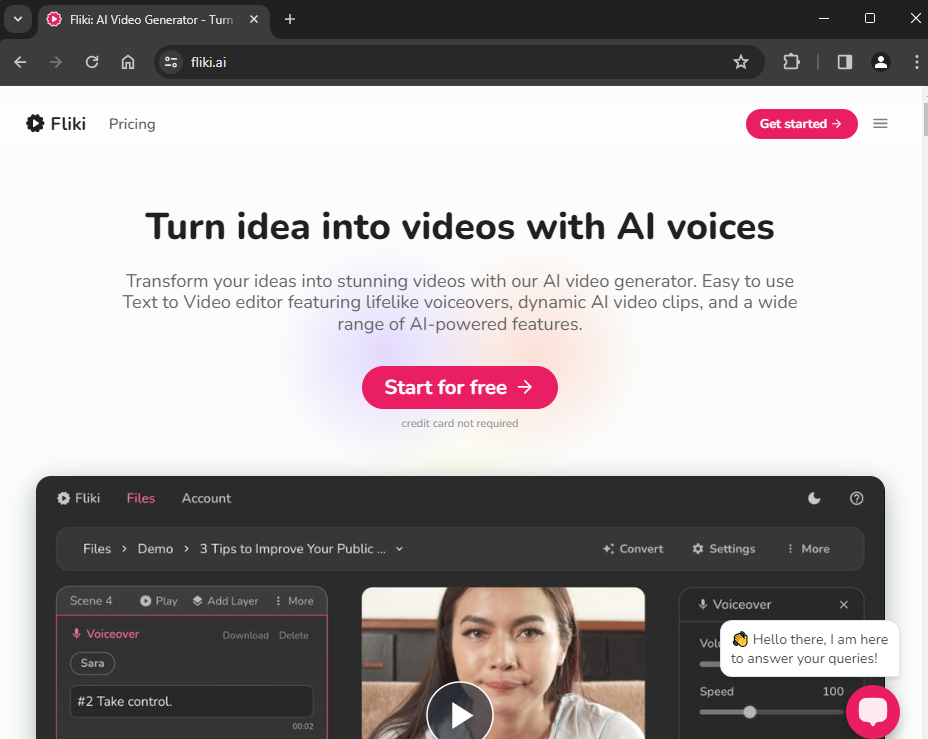 Fliki: AI Video Generator - Turn
fliki.ai
Fliki
Pricing
Get started →
Turn idea into videos with AI voices
Transform your ideas into stunning videos with our AI video generator. Easy to use
Text to Video editor featuring lifelike voiceovers, dynamic AI video clips, and a wide
range of AI-powered features.
Start for free →
credit card not required
Fliki Files Account
Files > Demo > 3 Tips to Improve Your Public ...
Convert Settings More
Scene 4 Play Add Layer More
Voiceover Download Delete
Sara
#2 Take control.
00:02
Voiceover
👋 Hello there, I am here
to answer your queries!
Speed 100